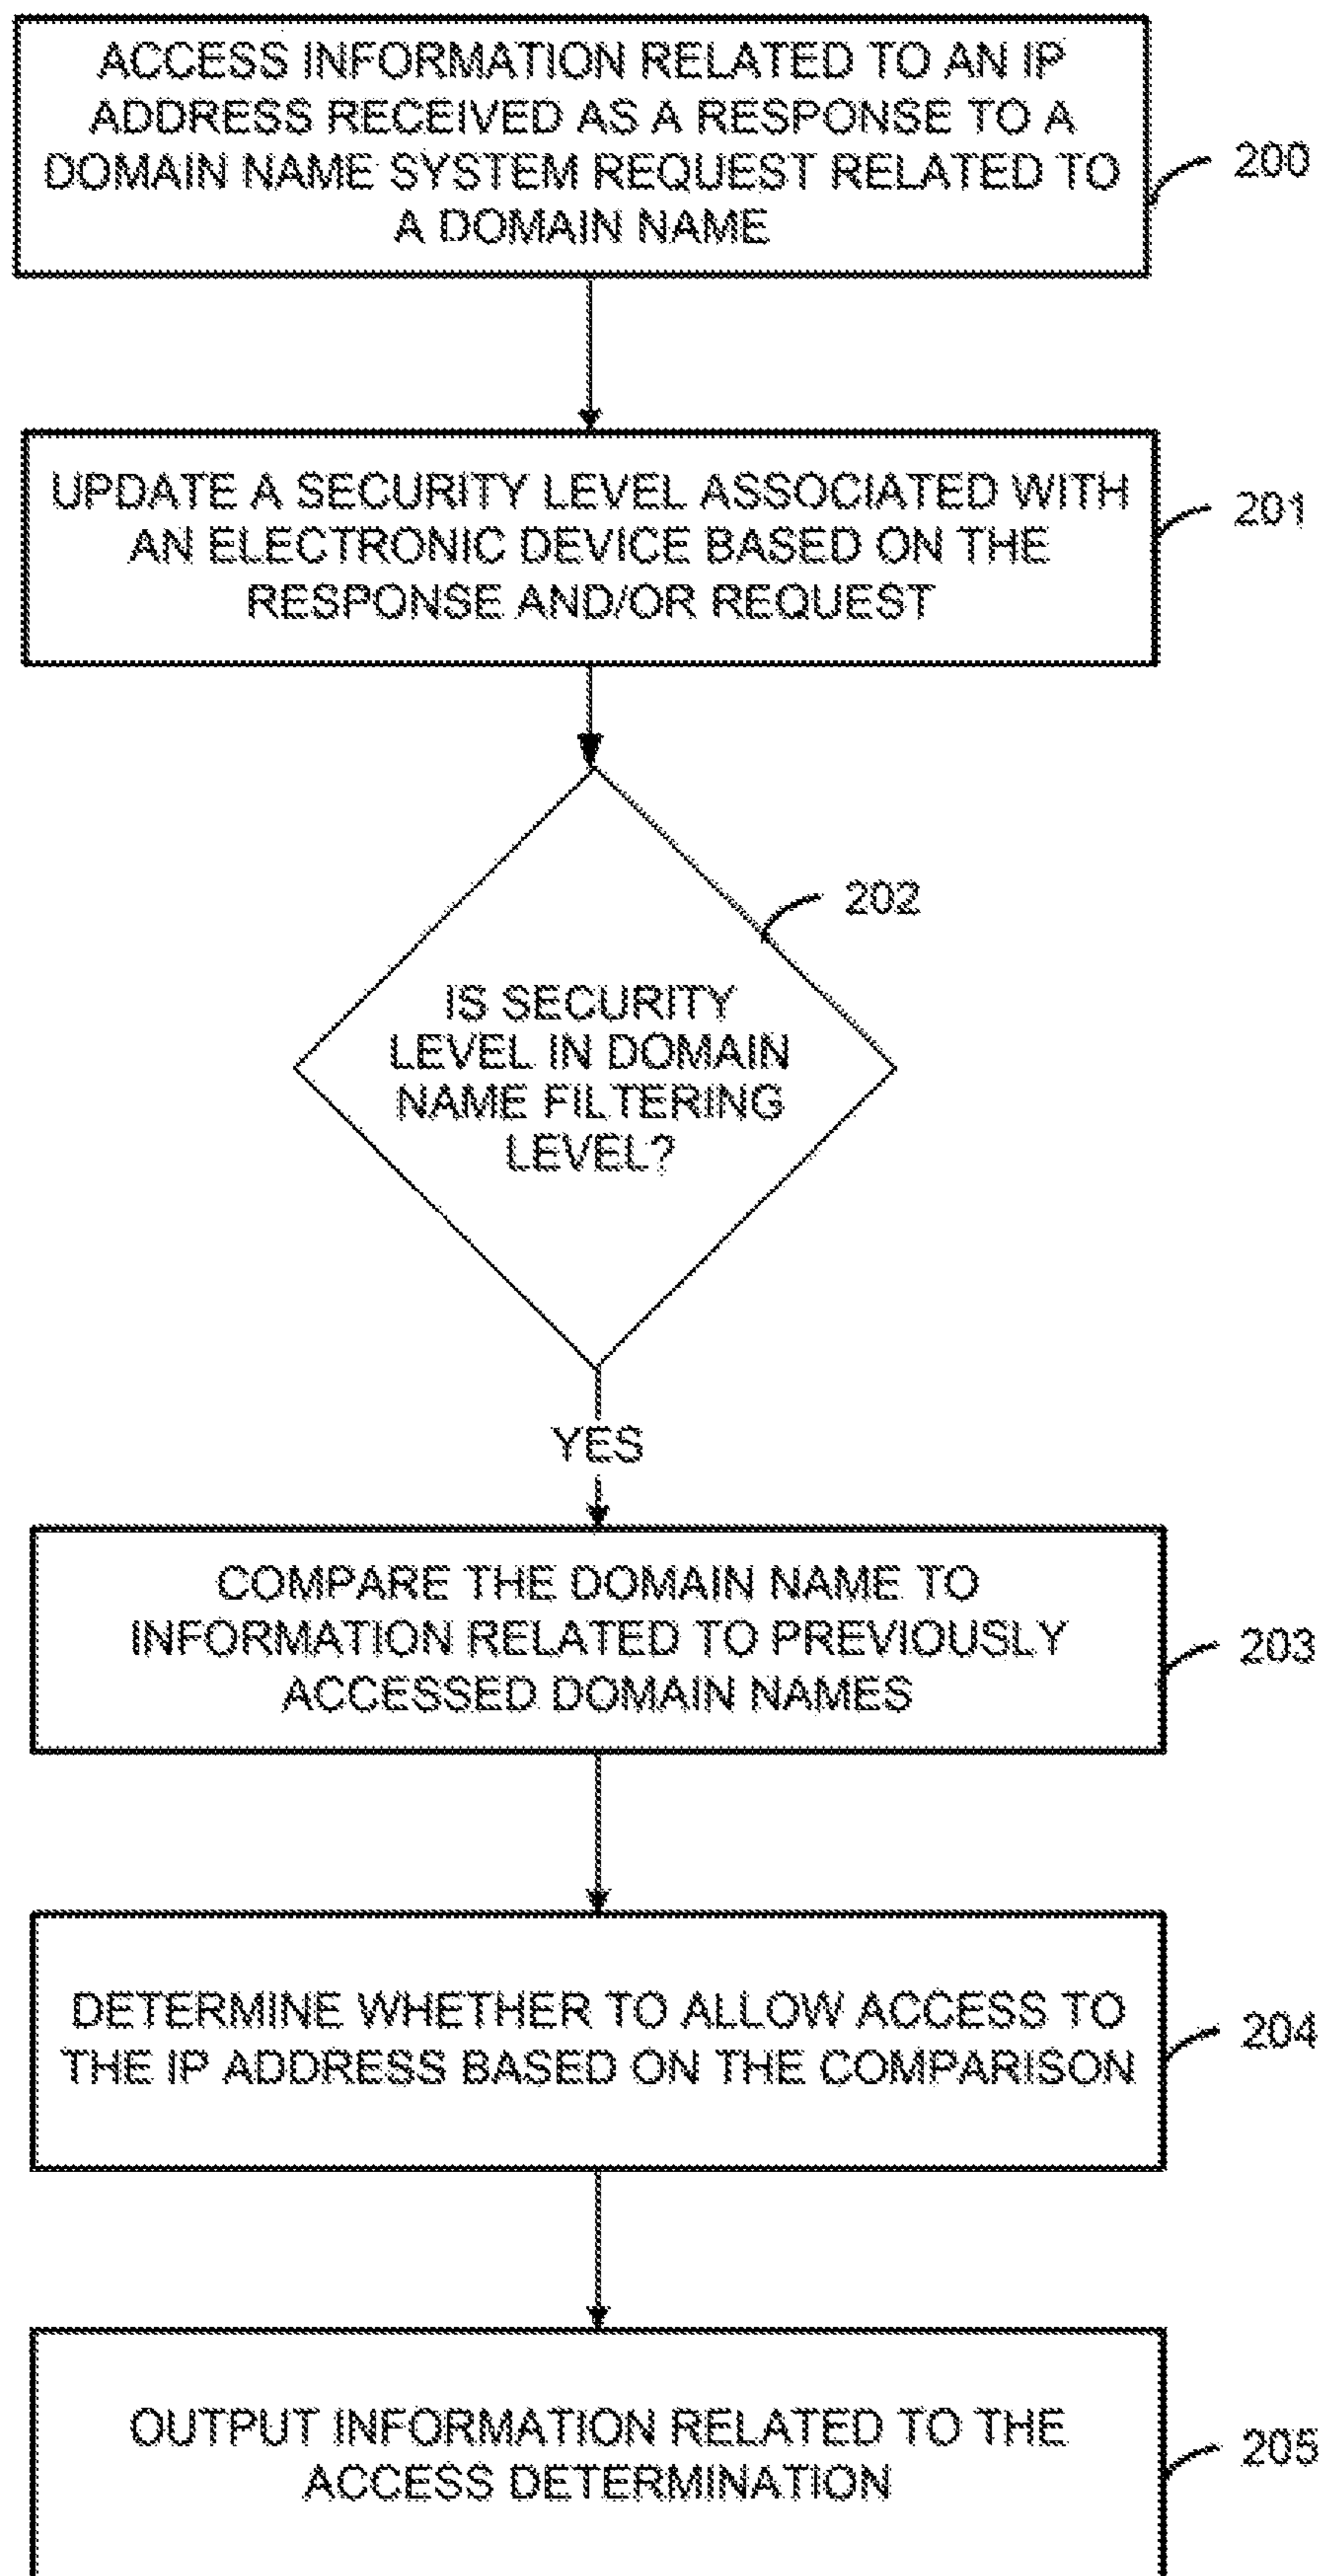 ACCESS INFORMATION RELATED TO AN IP
ADDRESS RECEIVED AS A RESPONSE TO A
DOMAIN NAME SYSTEM REQUEST RELATED TO
A DOMAIN NAME
200
UPDATE A SECURITY LEVEL ASSOCIATED WITH
AN ELECTRONIC DEVICE BASED ON THE
RESPONSE AND/OR REQUEST
201
202
IS SECURITY
LEVEL IN DOMAIN
NAME FILTERING
LEVEL?
YES
COMPARE THE DOMAIN NAME TO
INFORMATION RELATED TO PREVIOUSLY
ACCESSED DOMAIN NAMES
203
DETERMINE WHETHER TO ALLOW ACCESS TO
THE IP ADDRESS BASED ON THE COMPARISON
204
OUTPUT INFORMATION RELATED TO THE
ACCESS DETERMINATION
205